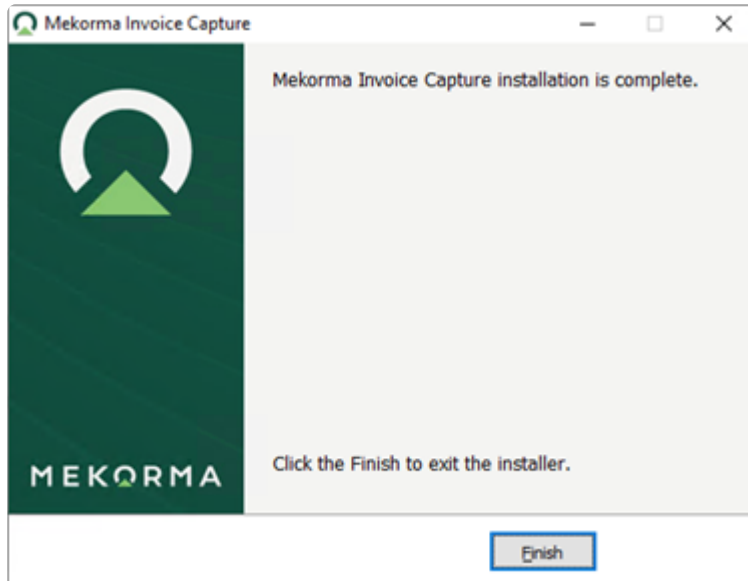 Mekorma Invoice Capture
Mekorma Invoice Capture installation is complete.
Click the Finish to exit the installer.
MEKORMA
Finish